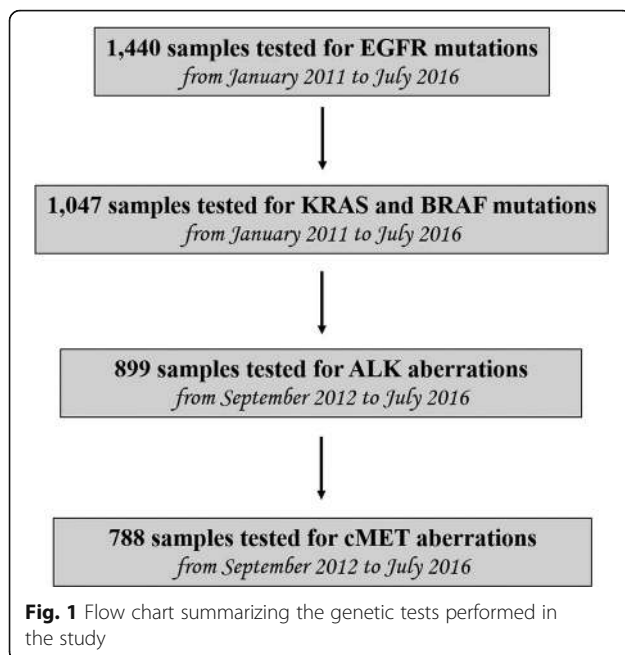 1,440 samples tested for EGFR mutations
from January 2011 to July 2016
1,047 samples tested for KRAS and BRAF mutations
from January 2011 to July 2016
899 samples tested for ALK aberrations
from September 2012 to July 2016
788 samples tested for cMET aberrations
from September 2012 to July 2016
Fig. 1 Flow chart summarizing the genetic tests performed in
the study